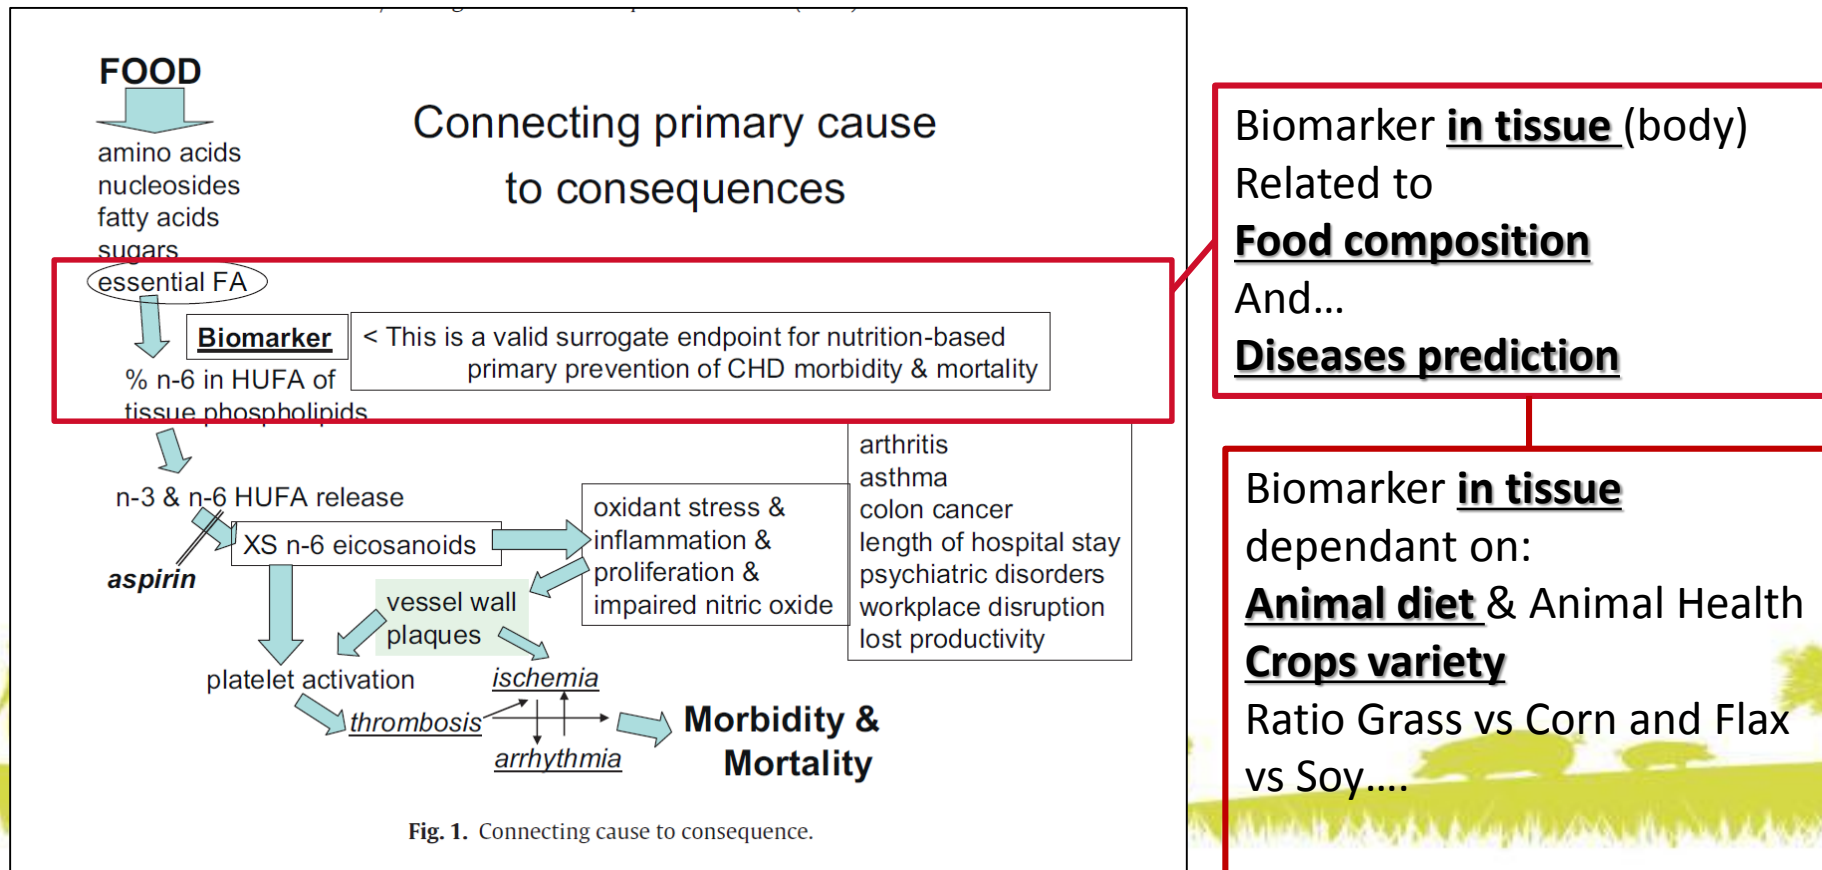 FOOD
Connecting primary cause
to consequences
amino acids
nucleosides
fatty acids
sugars
essential FA
Biomarker
< This is a valid surrogate endpoint for nutrition-based
primary prevention of CHD morbidity & mortality
% n-6 in HUFA of
tissue phospholipids
n-3 & n-6 HUFA release
XS n-6 eicosanoids
aspirin
oxidant stress &
inflammation &
proliferation &
impaired nitric oxide
arthritis
asthma
colon cancer
length of hospital stay
psychiatric disorders
workplace disruption
lost productivity
vessel wall
plaques
platelet activation
ischemia
thrombosis
arrhythmia
Morbidity &
Mortality
Fig. 1. Connecting cause to consequence.
Biomarker in tissue (body)
Related to
Food composition
And...
Diseases prediction
Biomarker in tissue
dependant on:
Animal diet & Animal Health
Crops variety
Ratio Grass vs Corn and Flax
vs Soy....